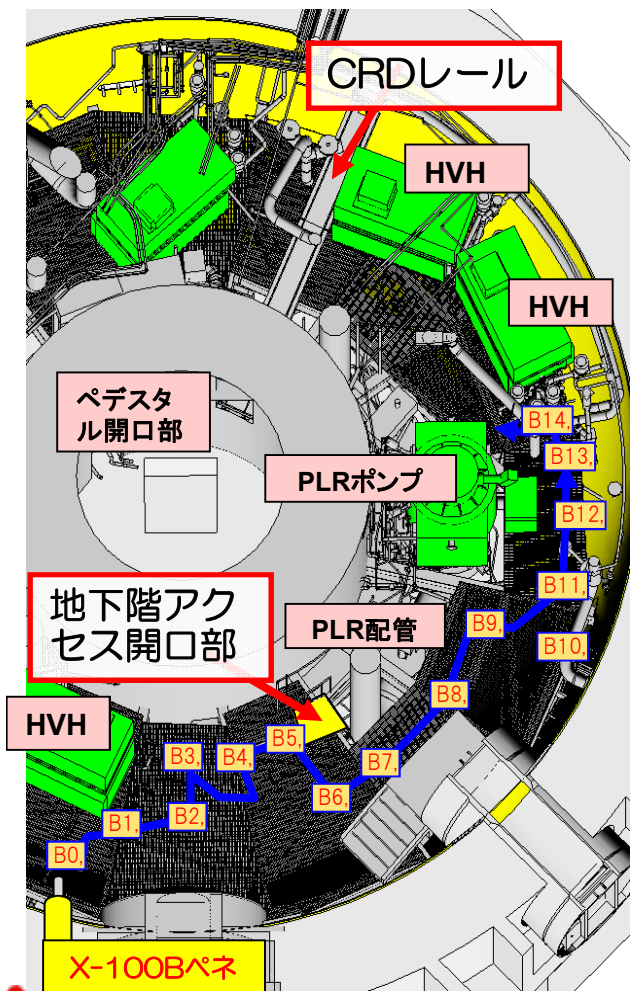 CRDレール
HVH
HVH
ペデスタ
ル開口部
B14,
B13,
PLRポンプ
B12,
B11,
地下階アク
セス開口部
PLR配管
B9,
B10,
B8,
HVH
B5,
B3,
B4,
B7,
B6,
B1,
B2,
B0,
X-100Bペネ